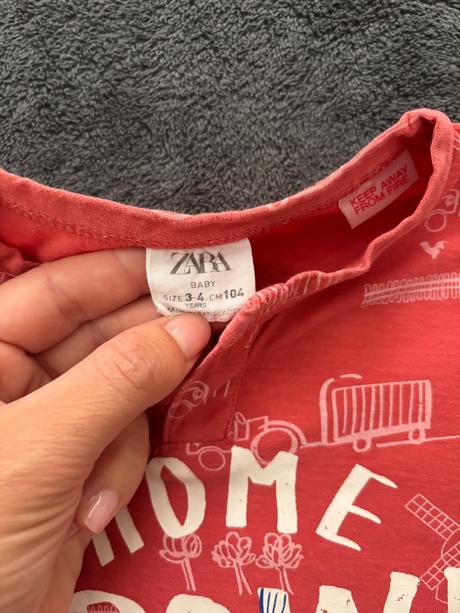 KEEP AWAY
FROM FIRE
ZARA
BABY
SIZE 3-4 CM 104
YEARS
HOME